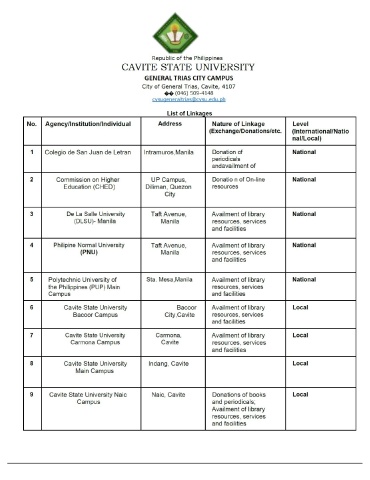 Republic of the Philippines
CAVITE STATE UNIVERSITY
GENERAL TRIAS CITY CAMPUS
City of General Trias, Cavite, 4107
�� (046) 509-4148
cvsugeneraltrias@cvsu.edu.ph
List of Linkages
No. Agency/Institution/Individual Address Nature of Linkage Level
(Exchange/Donations/etc. (International/Natio
nal/Local)
1 Colegio de San Juan de Letran Intramuros,Manila Donation of National
periodicals
andavailment of
2 Commission on Higher UP Campus, Donation of On-line National
Education (CHED) Diliman, Quezon resources
City
3 De La Salle University Taft Avenue, Availment of library National
(DLSU)- Manila Manila resources, services
and facilities
4 Philipine Normal University Taft Avenue, Availment of library National
(PNU) Manila resources, services
and facilities
5 Polytechnic University of Sta. Mesa,Manila Availment of library National
the Philippines (PUP) Main resources, services
Campus and facilities
6 Cavite State University Bacoor Availment of library Local
Bacoor Campus City,Cavite resources, services
and facilities
7 Cavite State University Carmona, Availment of library Local
Carmona Campus Cavite resources, services
and facilities
8 Cavite State University Indang, Cavite Local
Main Campus
9 Cavite State University Naic Naic, Cavite Donations of books Local
Campus and periodicals;
Availment of library
resources, services
and facilities